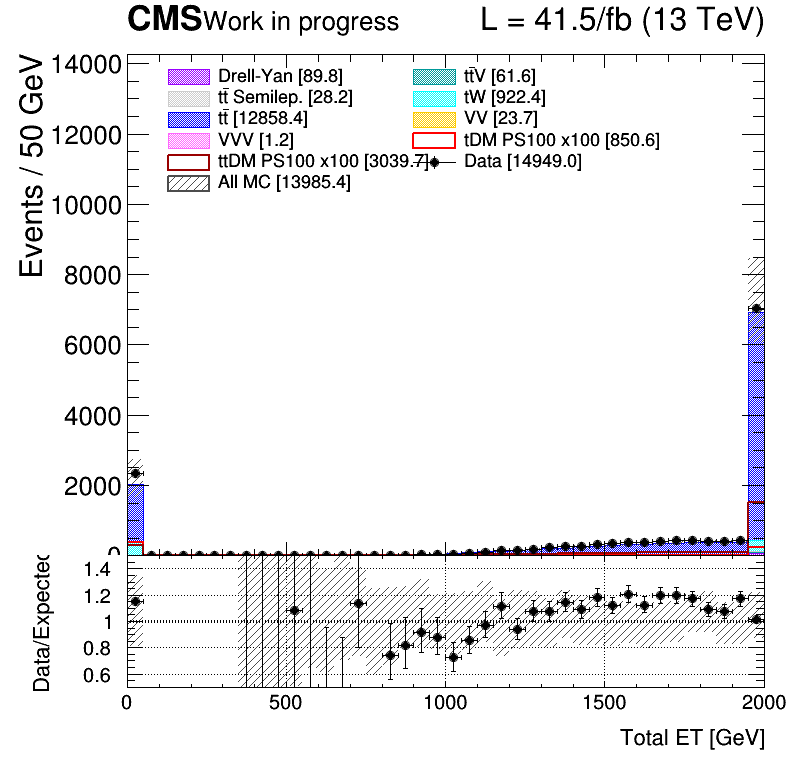 CMS Work in progress L = 41.5/fb (13 TeV)
Events / 50 GeV
14000
12000
10000
8000
6000
4000
2000
0
Drell-Yan [89.8] tt̄V [61.6]
tt̄ Semilep. [28.2] tW [922.4]
tt̄ [12858.4] VV [23.7]
VVV [1.2] tDM PS100 x100 [850.6]
ttDM PS100 x100 [3039.7] Data [14949.0]
All MC [13985.4]
Data/Expected
1.4
1.2
1
0.8
0.6
0 500 1000 1500 2000
Total ET [GeV]